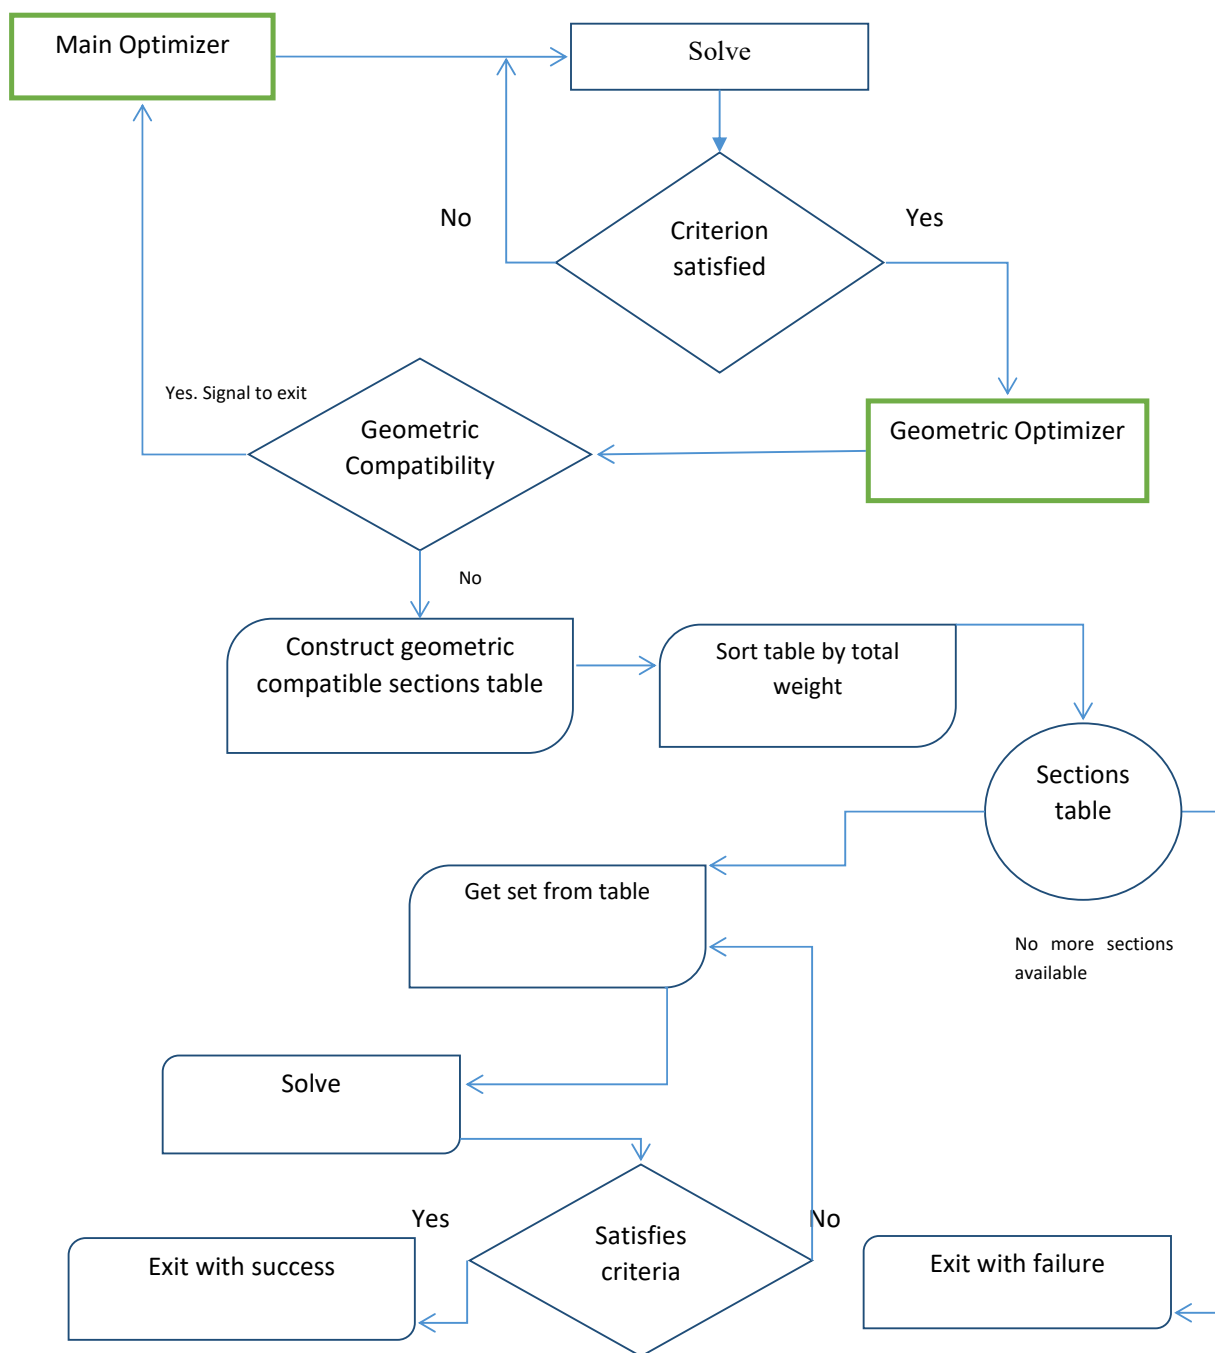 Main Optimizer
Solve
No
Yes
Criterion
satisfied
Yes. Signal to exit
Geometric
Compatibility
Geometric Optimizer
No
Construct geometric
compatible sections table
Sort table by total
weight
Sections
table
Get set from table
No more sections
available
Solve
Yes
No
Satisfies
criteria
Exit with success
Exit with failure